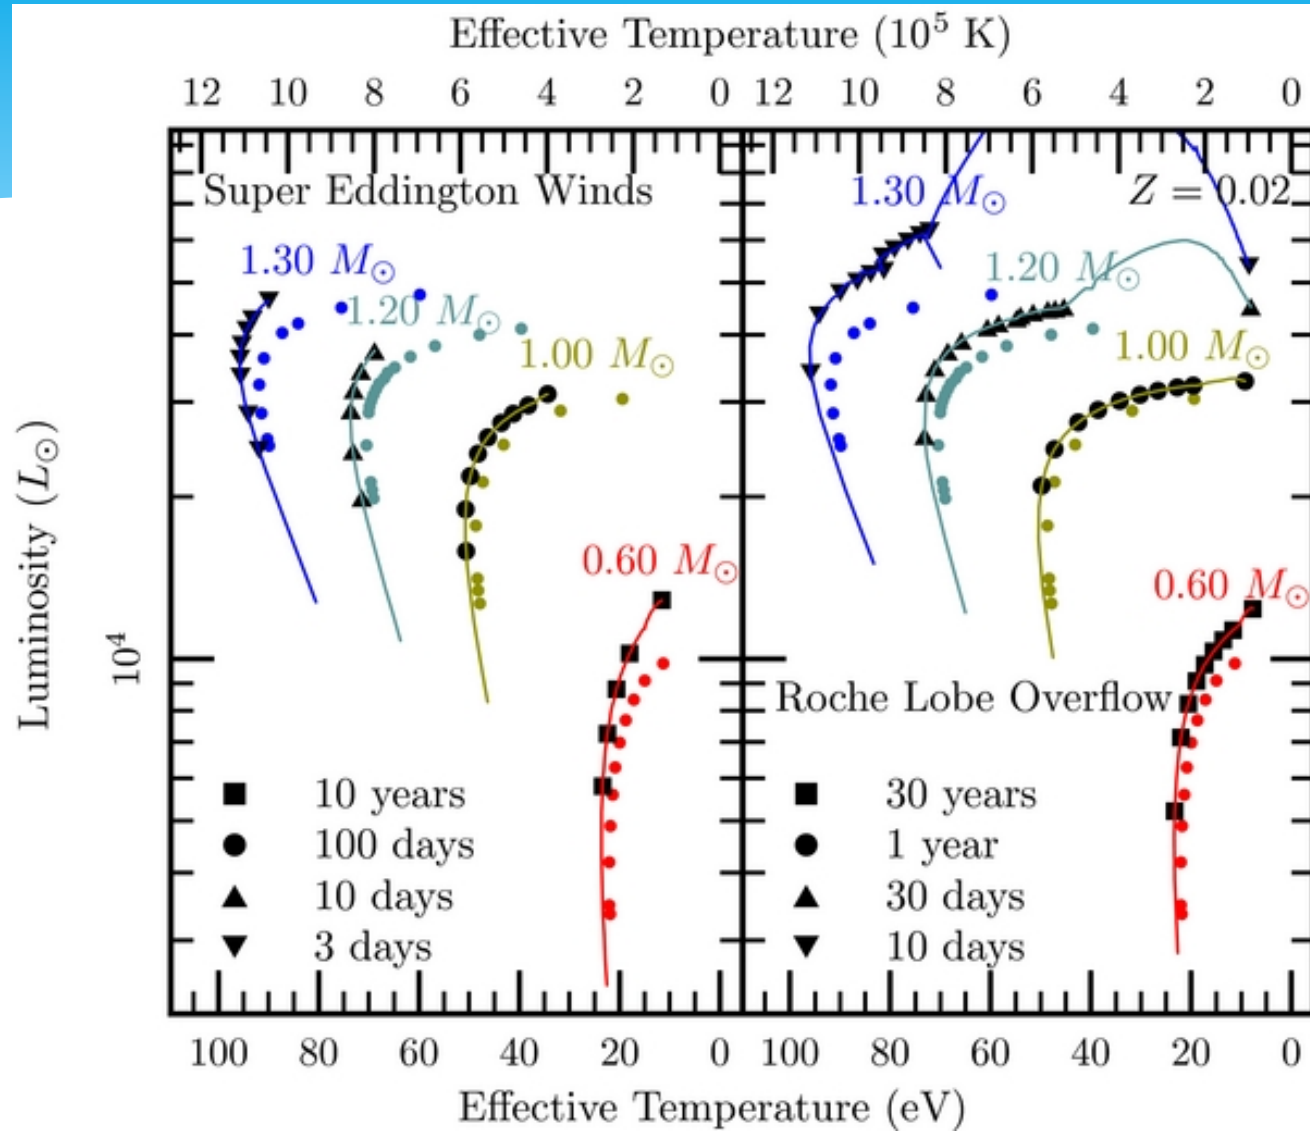 Effective Temperature (10⁵ K)
12 10 8 6 4 2 0 12 10 8 6 4 2 0
Super Eddington Winds
1.30 M☉
1.20 M☉
1.00 M☉
0.60 M☉
10 years
100 days
10 days
3 days
1.30 M☉
Z = 0.02
1.20 M☉
1.00 M☉
0.60 M☉
Roche Lobe Overflow
30 years
1 year
30 days
10 days
Luminosity (L☉)
10⁴
100 80 60 40 20 0 100 80 60 40 20 0
Effective Temperature (eV)